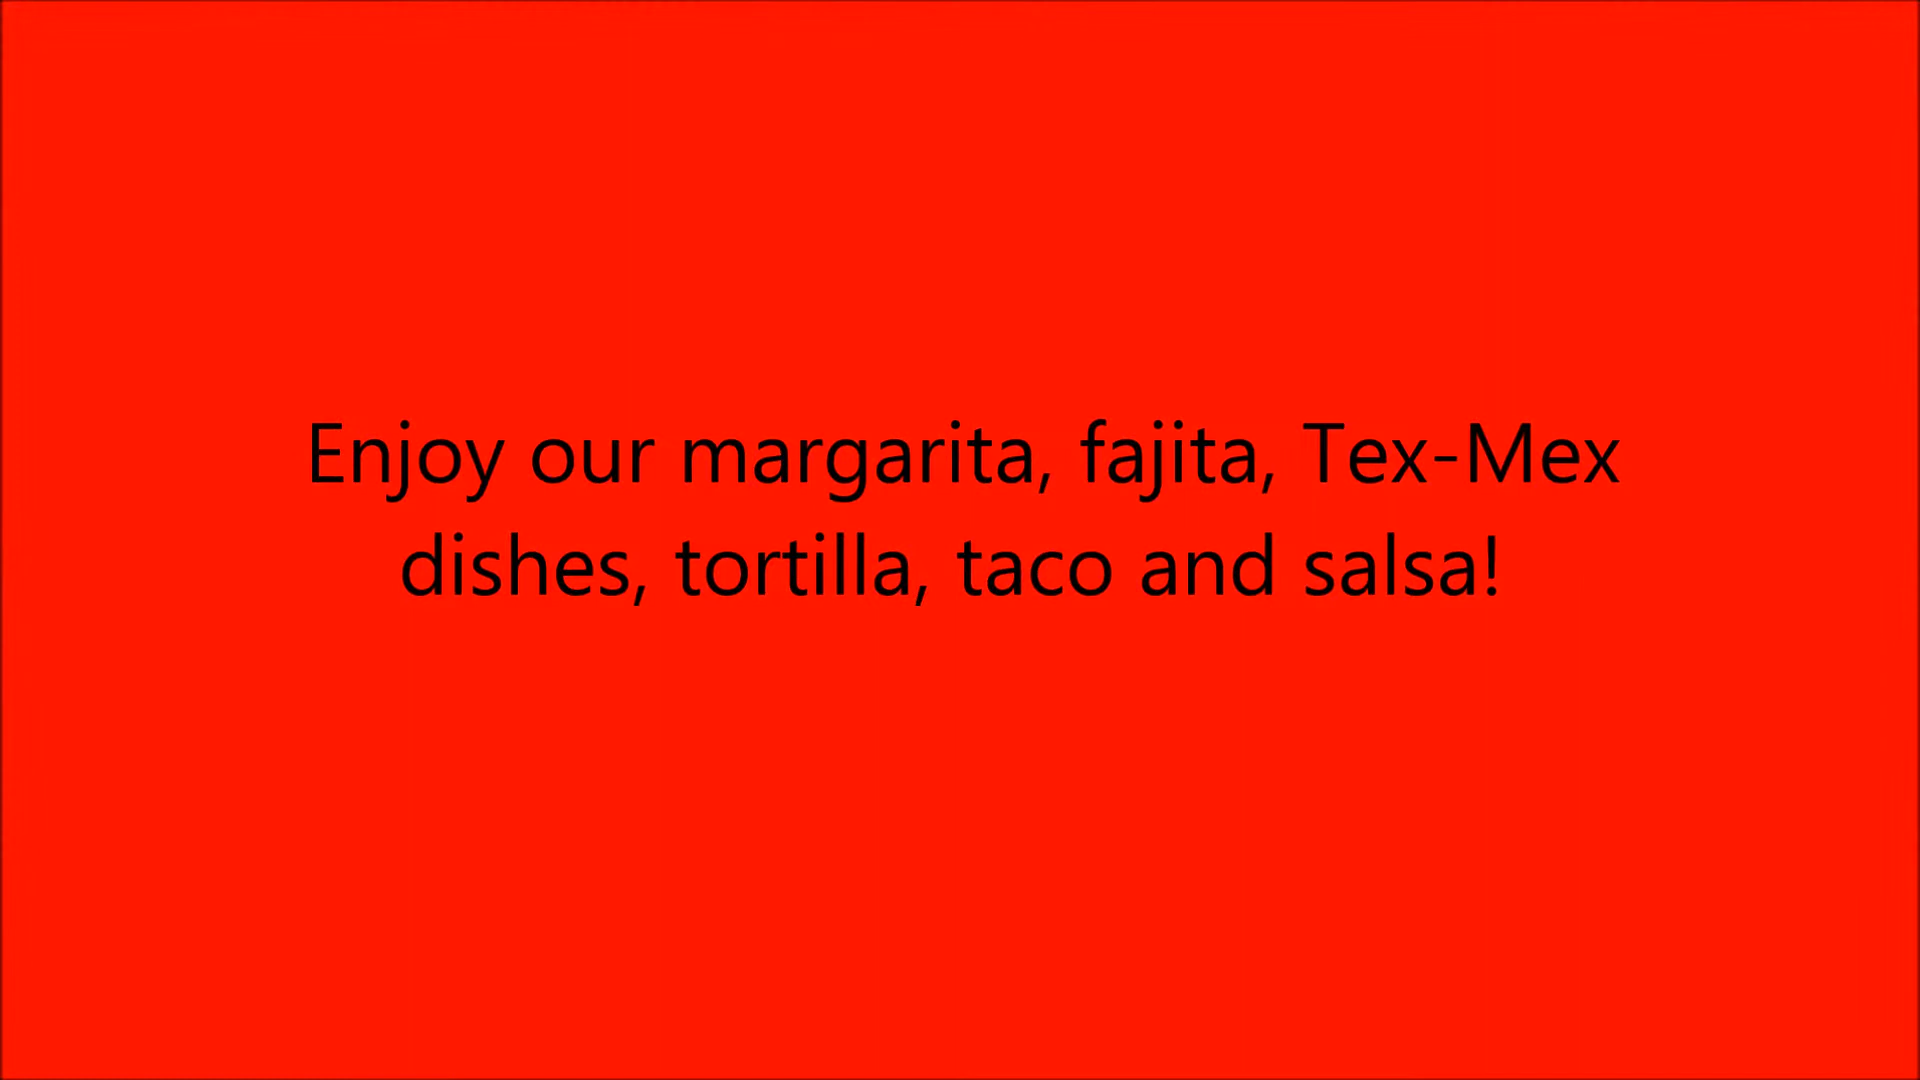 Enjoy our margarita, fajita, Tex-Mex
dishes, tortilla, taco and salsa!